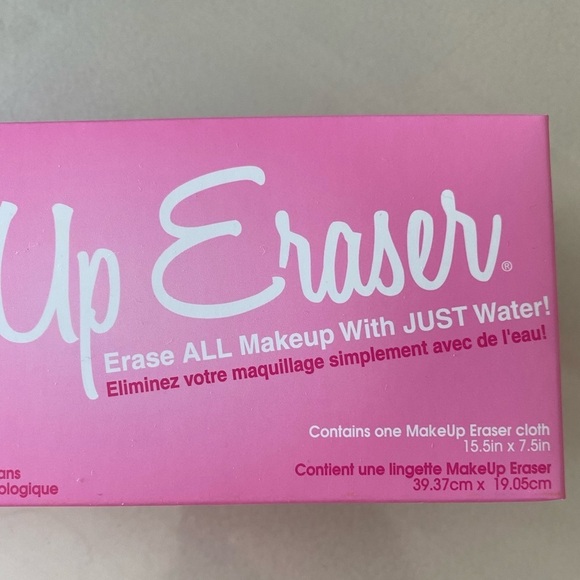 Up Eraser®
Erase ALL Makeup With JUST Water!
Eliminez votre maquillage simplement avec de l'eau!
Contains one MakeUp Eraser cloth
15.5in x 7.5in
ans
ologique
Contient une lingette MakeUp Eraser
39.37cm x 19.05cm